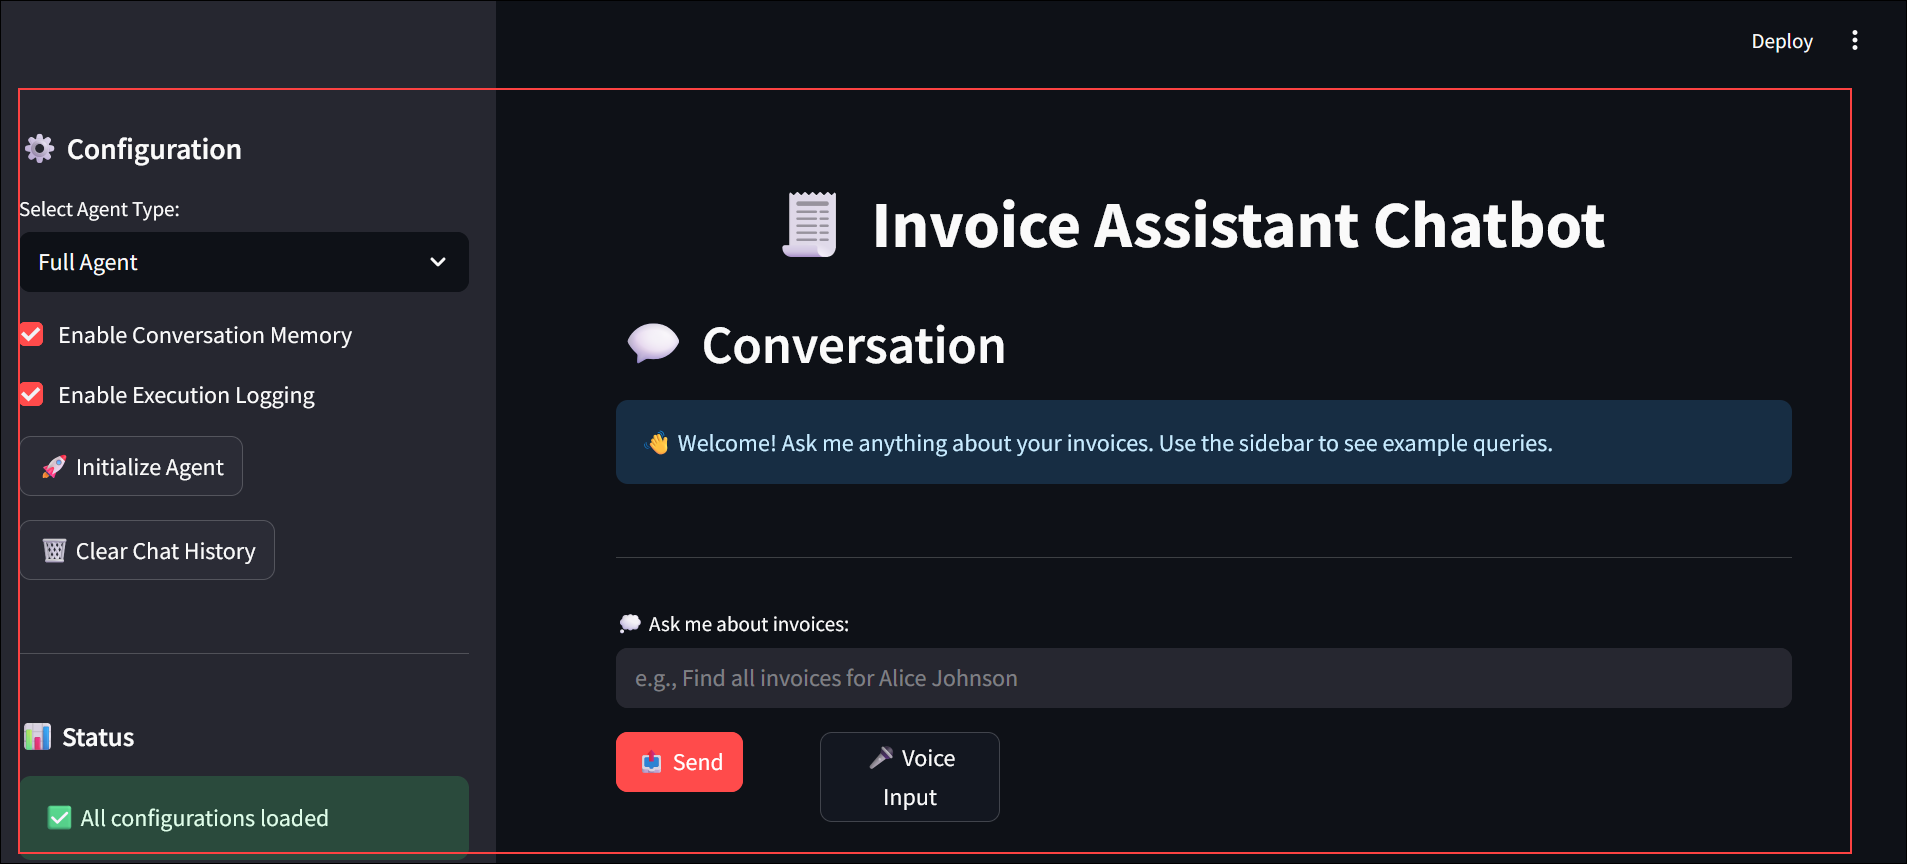 Deploy
Configuration
Select Agent Type:
Full Agent
Enable Conversation Memory
Enable Execution Logging
Initialize Agent
Clear Chat History
Status
All configurations loaded
Invoice Assistant Chatbot
Conversation
Welcome! Ask me anything about your invoices. Use the sidebar to see example queries.
Ask me about invoices:
e.g., Find all invoices for Alice Johnson
Send
Voice
Input